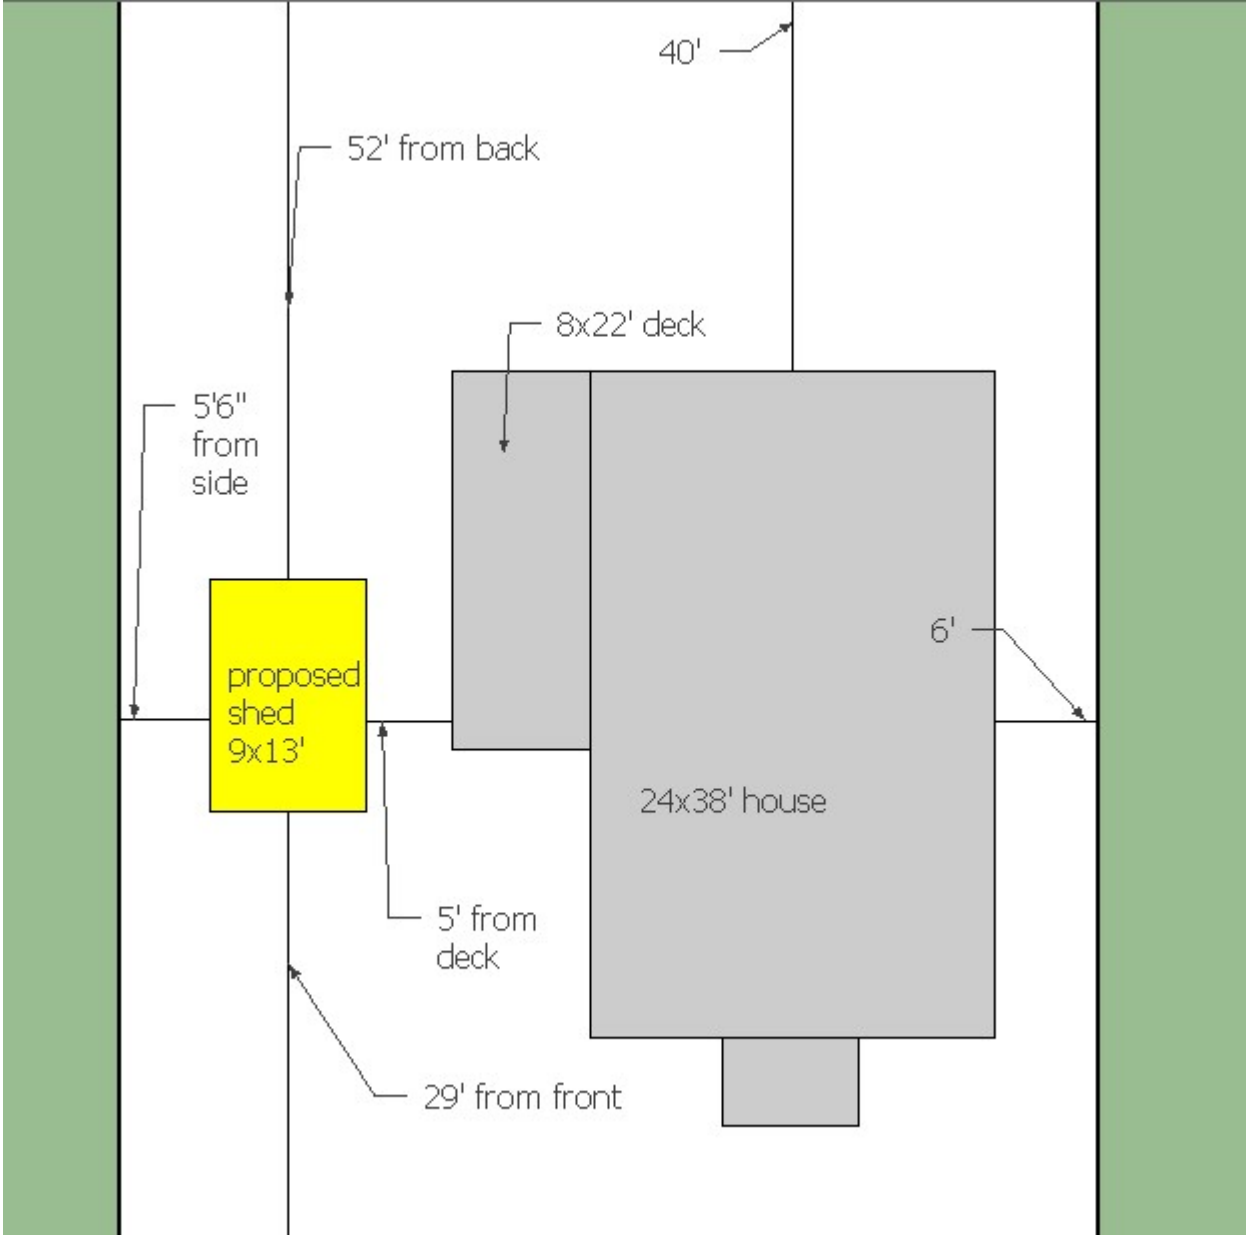 40'
52' from back
8x22' deck
5'6"
from
side
6'
proposed
shed
9x13'
24x38' house
5' from
deck
29' from front